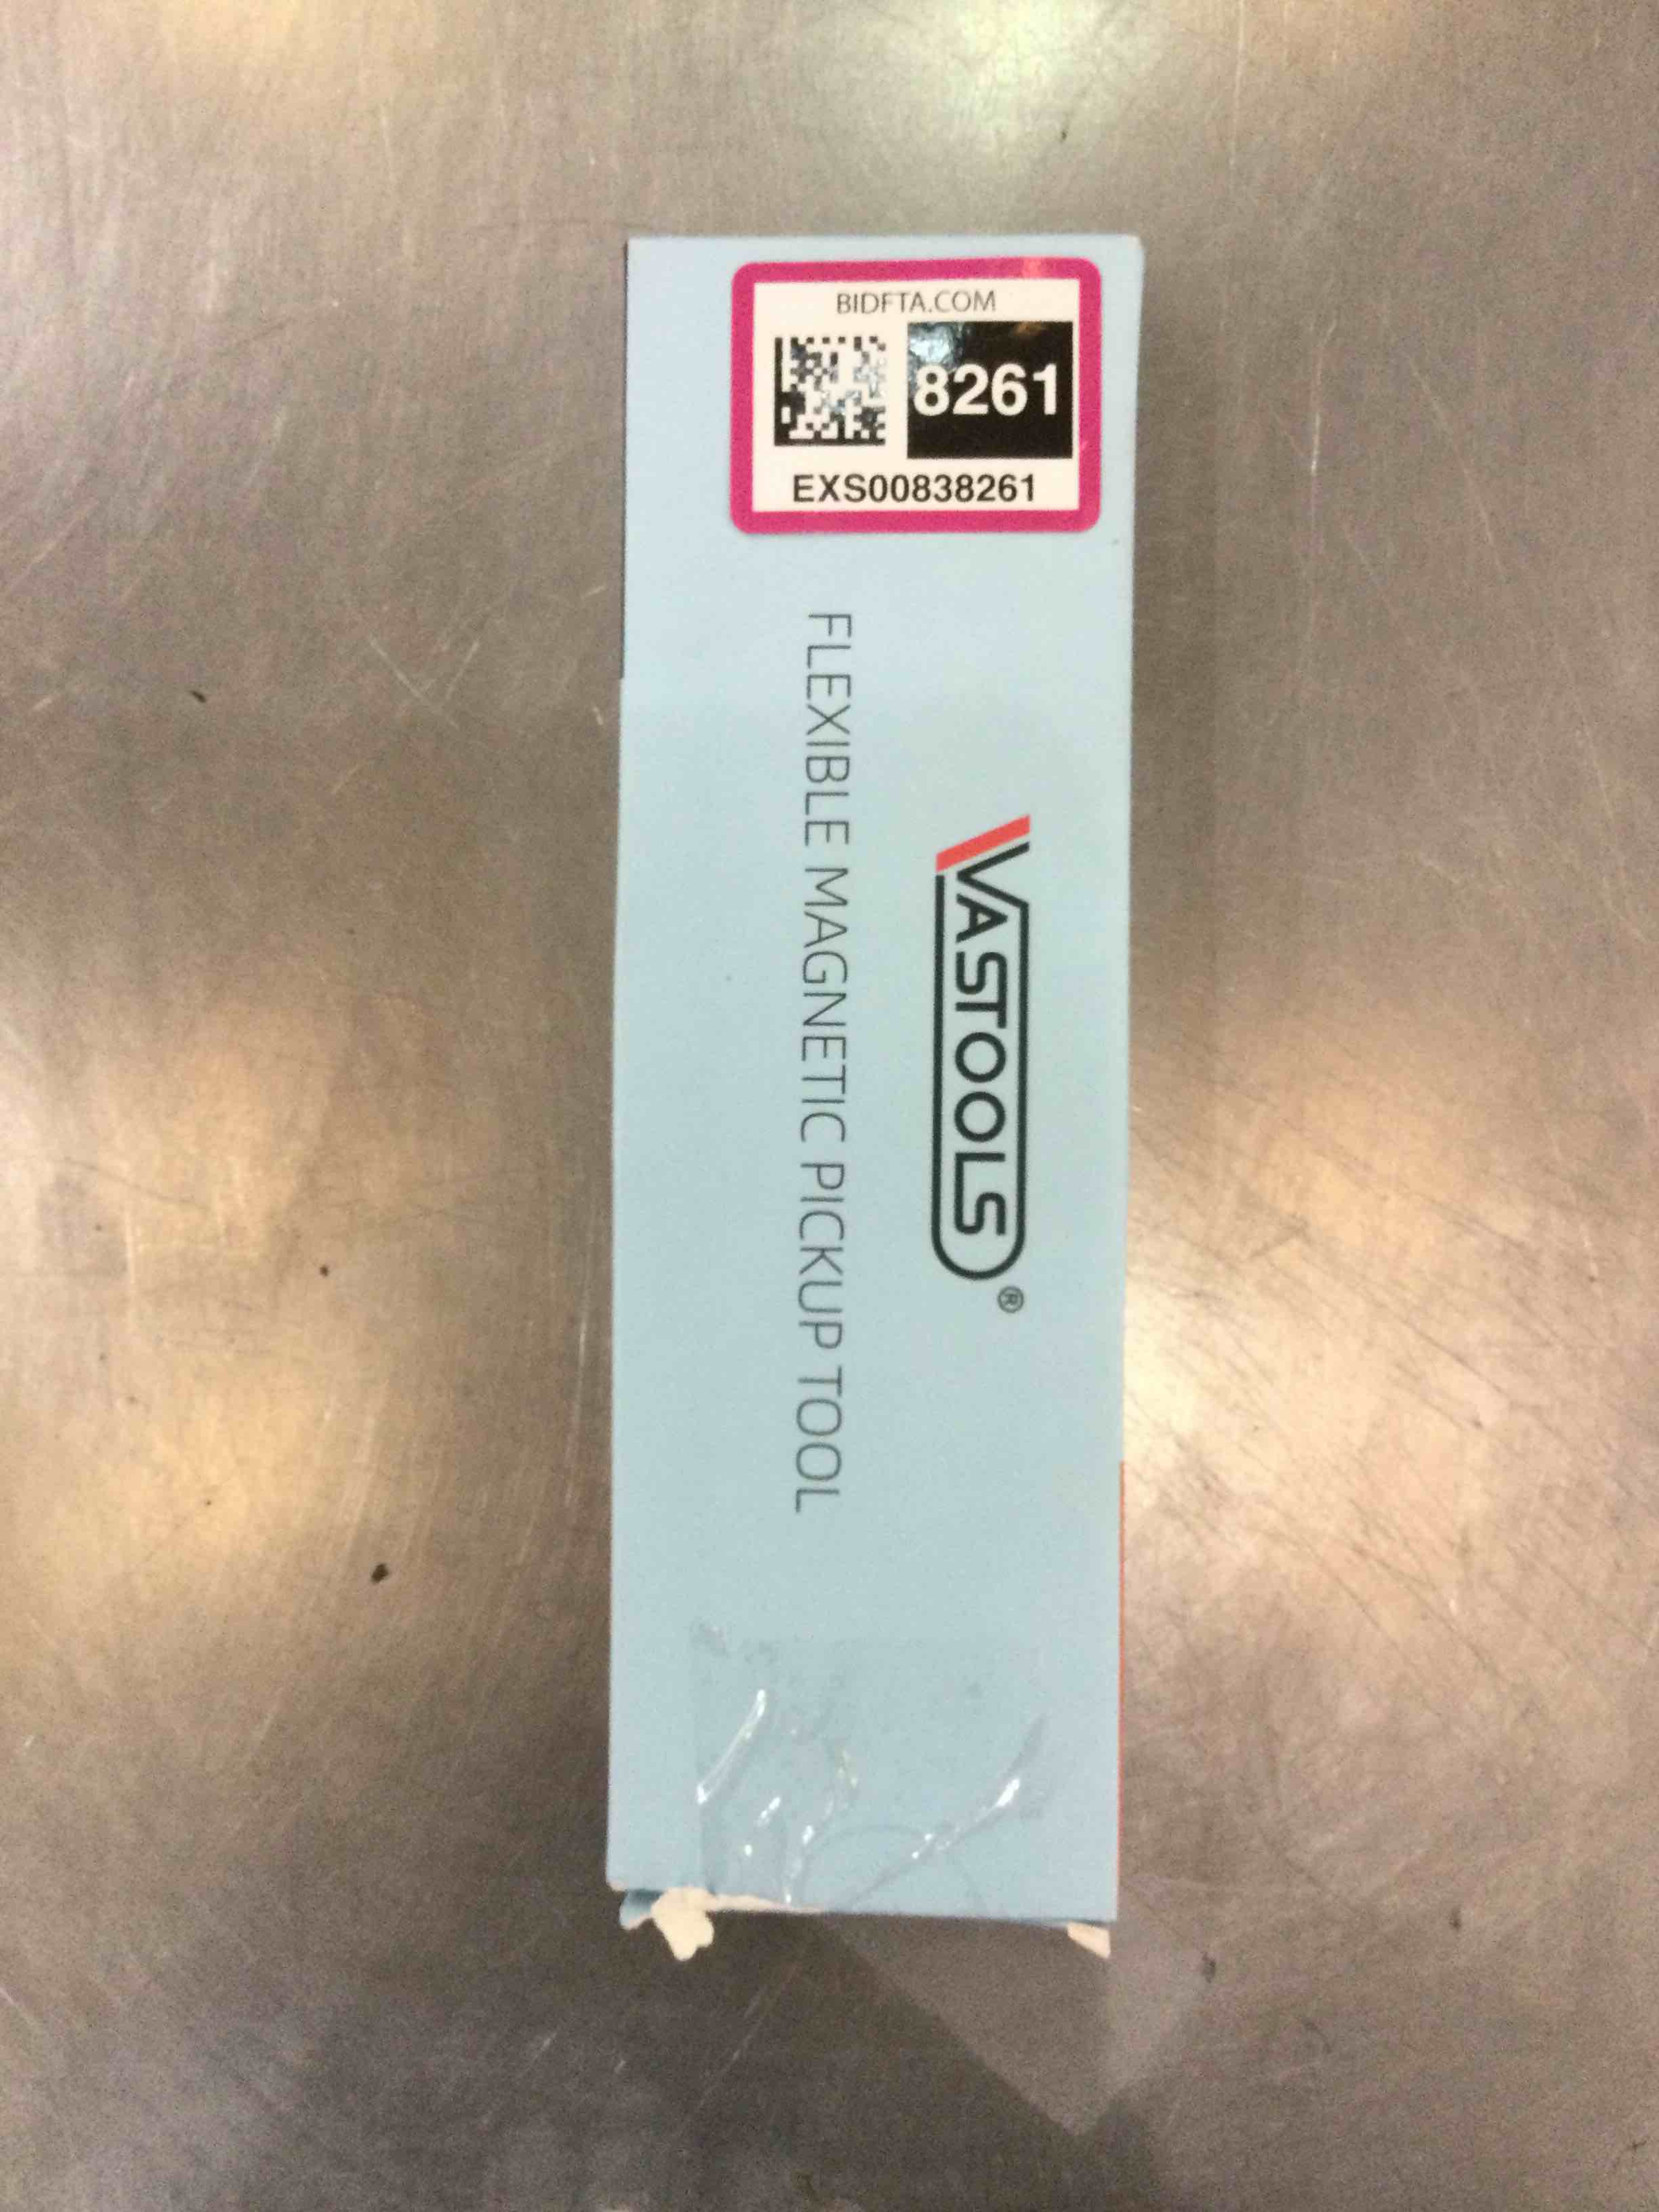 BIDFTA.COM
8261
EXS00838261
VASTOOLS®
FLEXIBLE MAGNETIC PICKUP TOOL